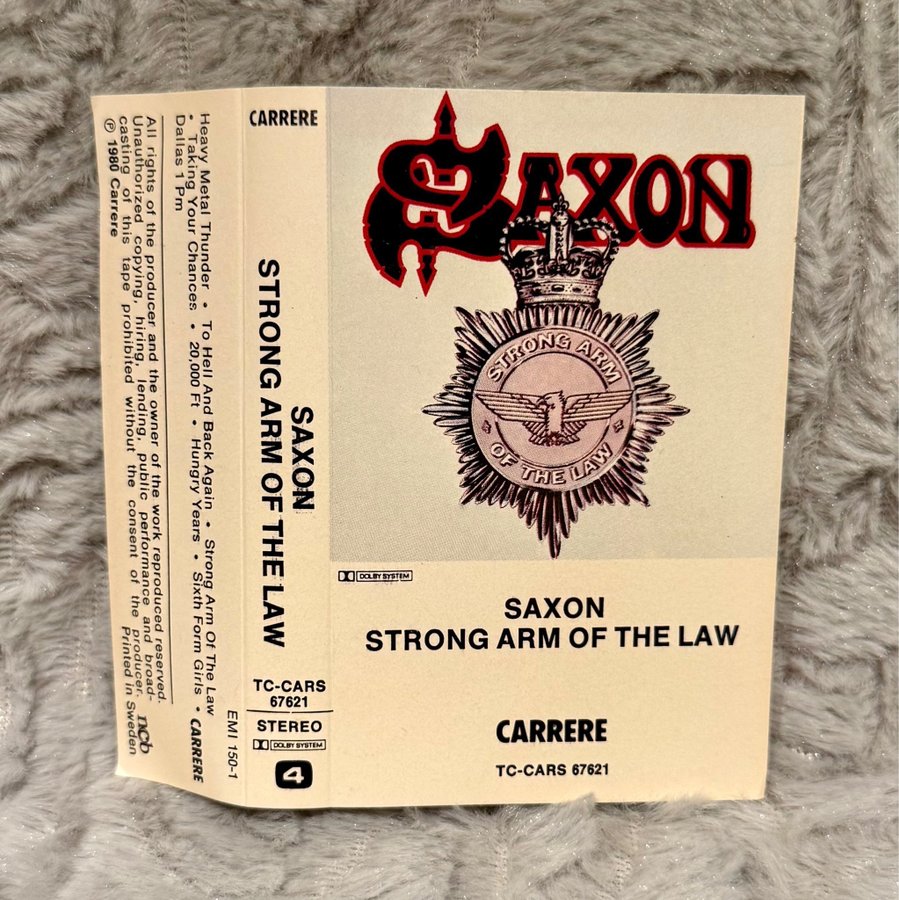 SAXON
STRONG ARM
OF THE LAW
DOLBY SYSTEM
SAXON
STRONG ARM OF THE LAW
CARRERE
TC-CARS 67621
CARRERE
SAXON
STRONG ARM OF THE LAW
TC-CARS
67621
STEREO
DOLBY SYSTEM
4
Heavy Metal Thunder • To Hell And Back Again • Strong Arm Of The Law
• Taking Your Chances • 20,000 Ft • Hungry Years • Sixth Form Girls •
Dallas 1 Pm
EMI 150-1
CARRERE
All rights of the producer and the owner of the work reproduced reserved.
Unauthorized copying, hiring, lending, public performance and broad-
casting of this tape prohibited without the consent of the producer.
℗ 1980 Carrere
Printed in Sweden
ncb